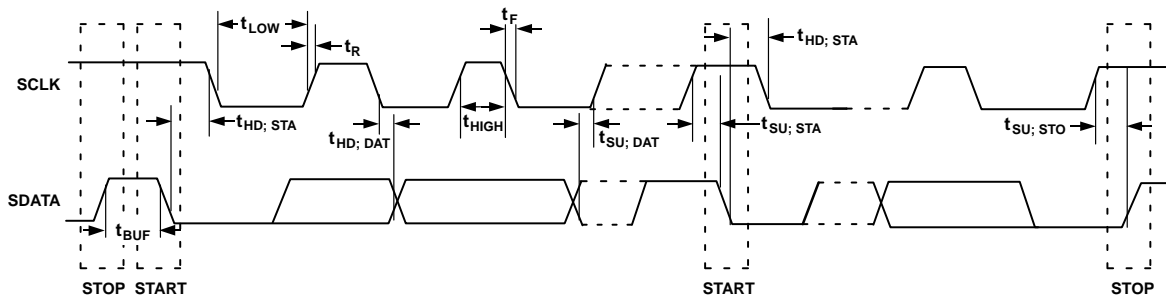 tLOW
tR
tF
tHD; STA
SCLK
tHD; STA
tHD; DAT
tHIGH
tSU; DAT
tSU; STA
tSU; STO
SDATA
tBUF
STOP START
START
STOP